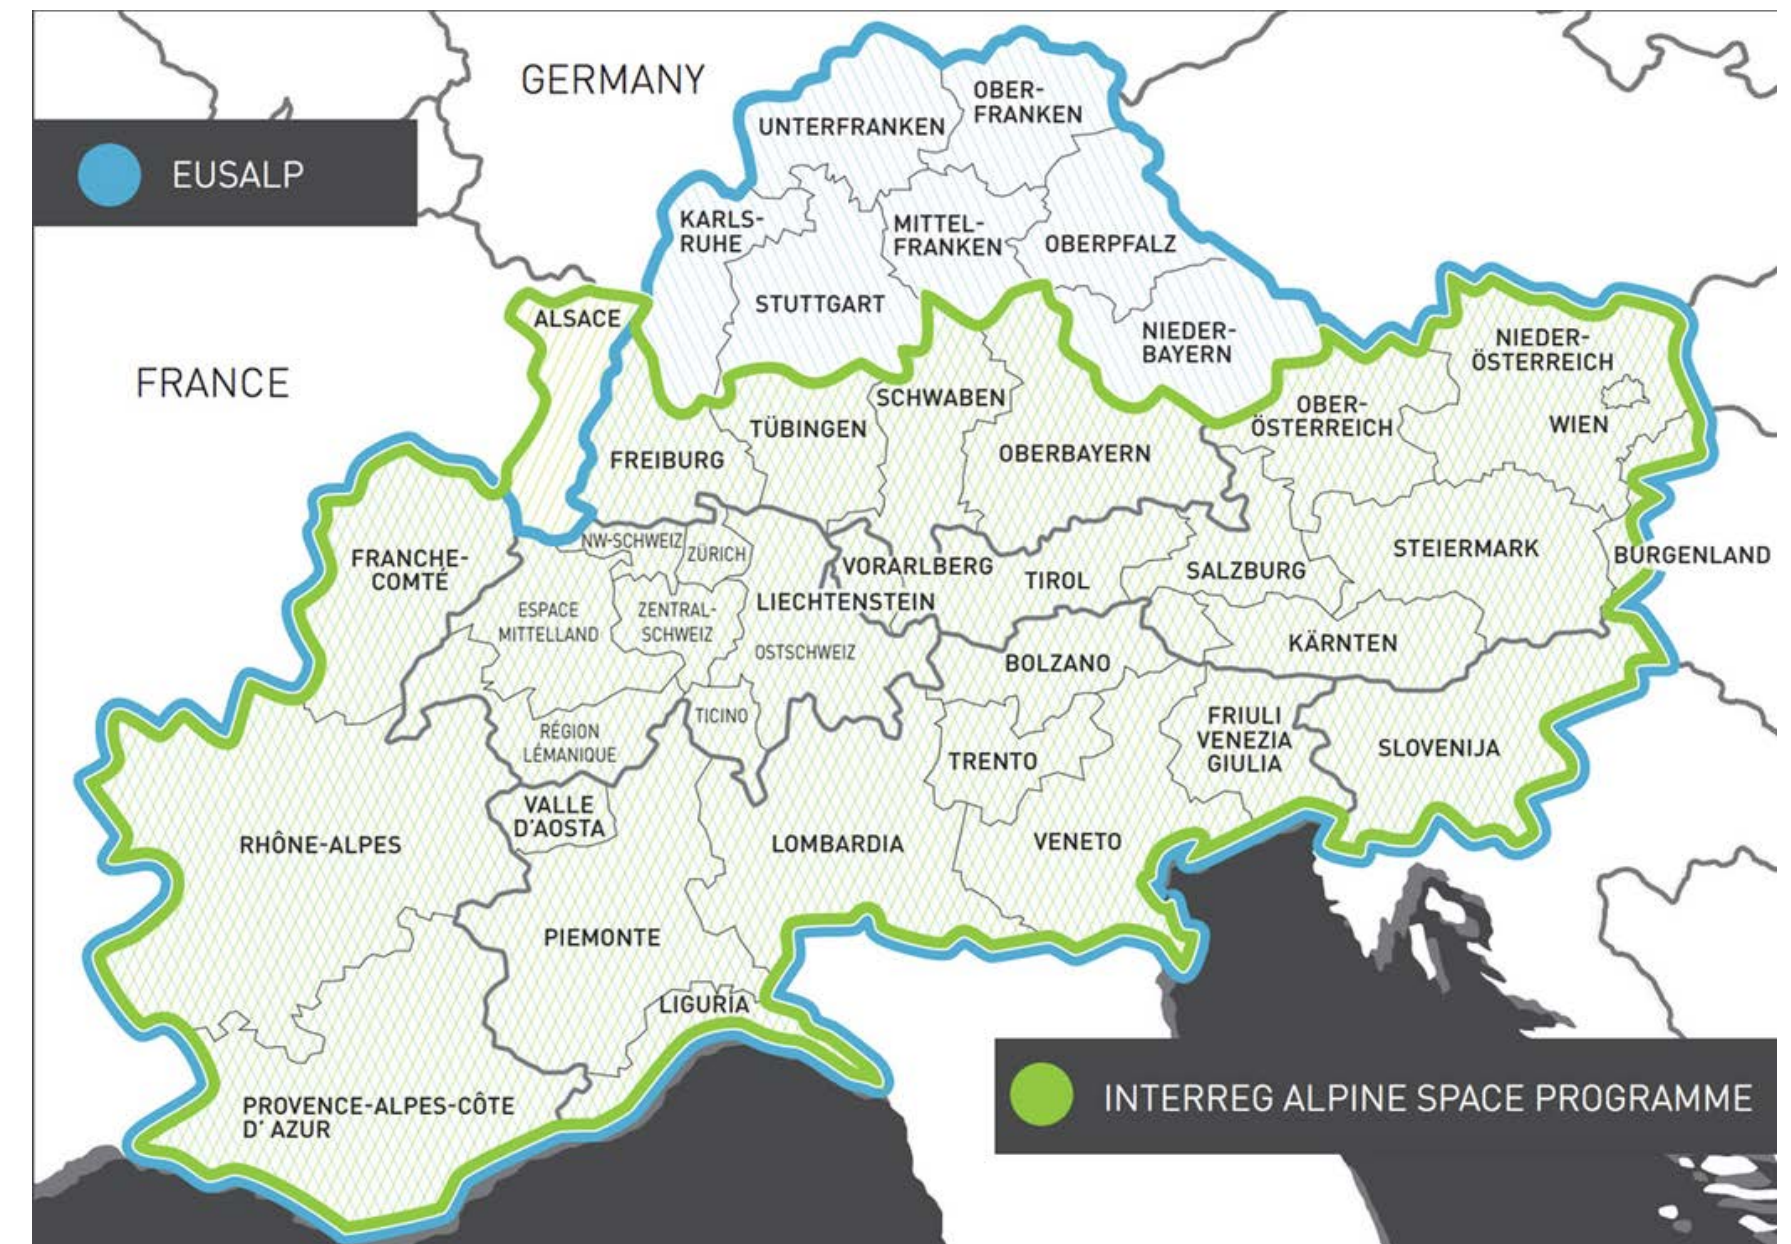 GERMANY
OBER-
FRANKEN
UNTERFRANKEN
EUSALP
KARLS-
RUHE
MITTEL-
FRANKEN
OBERPFALZ
STUTTGART
ALSACE
NIEDER-
BAYERN
NIEDER-
ÖSTERREICH
FRANCE
SCHWABEN
OBER-
ÖSTERREICH
WIEN
TÜBINGEN
FREIBURG
OBERBAYERN
NW-SCHWEIZ
ZÜRICH
FRANCHE-
COMTÉ
VORARLBERG
TIROL
SALZBURG
STEIERMARK
BURGENLAND
LIECHTENSTEIN
ESPACE
MITTELLAND
ZENTRAL-
SCHWEIZ
OSTSCHWEIZ
BOLZANO
KÄRNTEN
TICINO
RÉGION
LÉMANIQUE
FRIULI
VENEZIA
GIULIA
SLOVENIJA
TRENTO
VALLE
D'AOSTA
RHÔNE-ALPES
LOMBARDIA
VENETO
PIEMONTE
LIGURIA
PROVENCE-ALPES-CÔTE
D' AZUR
INTERREG ALPINE SPACE PROGRAMME